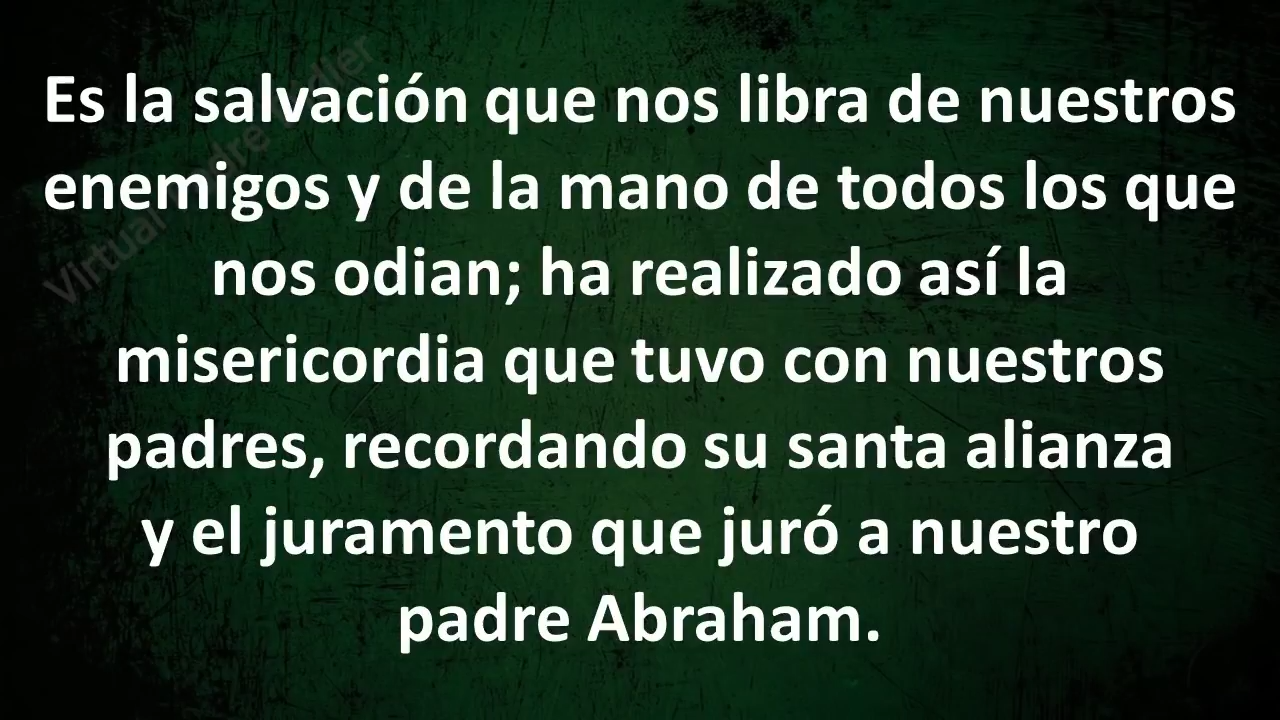 Es la salvación que nos libra de nuestros
enemigos y de la mano de todos los que
nos odian; ha realizado así la
misericordia que tuvo con nuestros
padres, recordando su santa alianza
y el juramento que juró a nuestro
padre Abraham.
Virtual